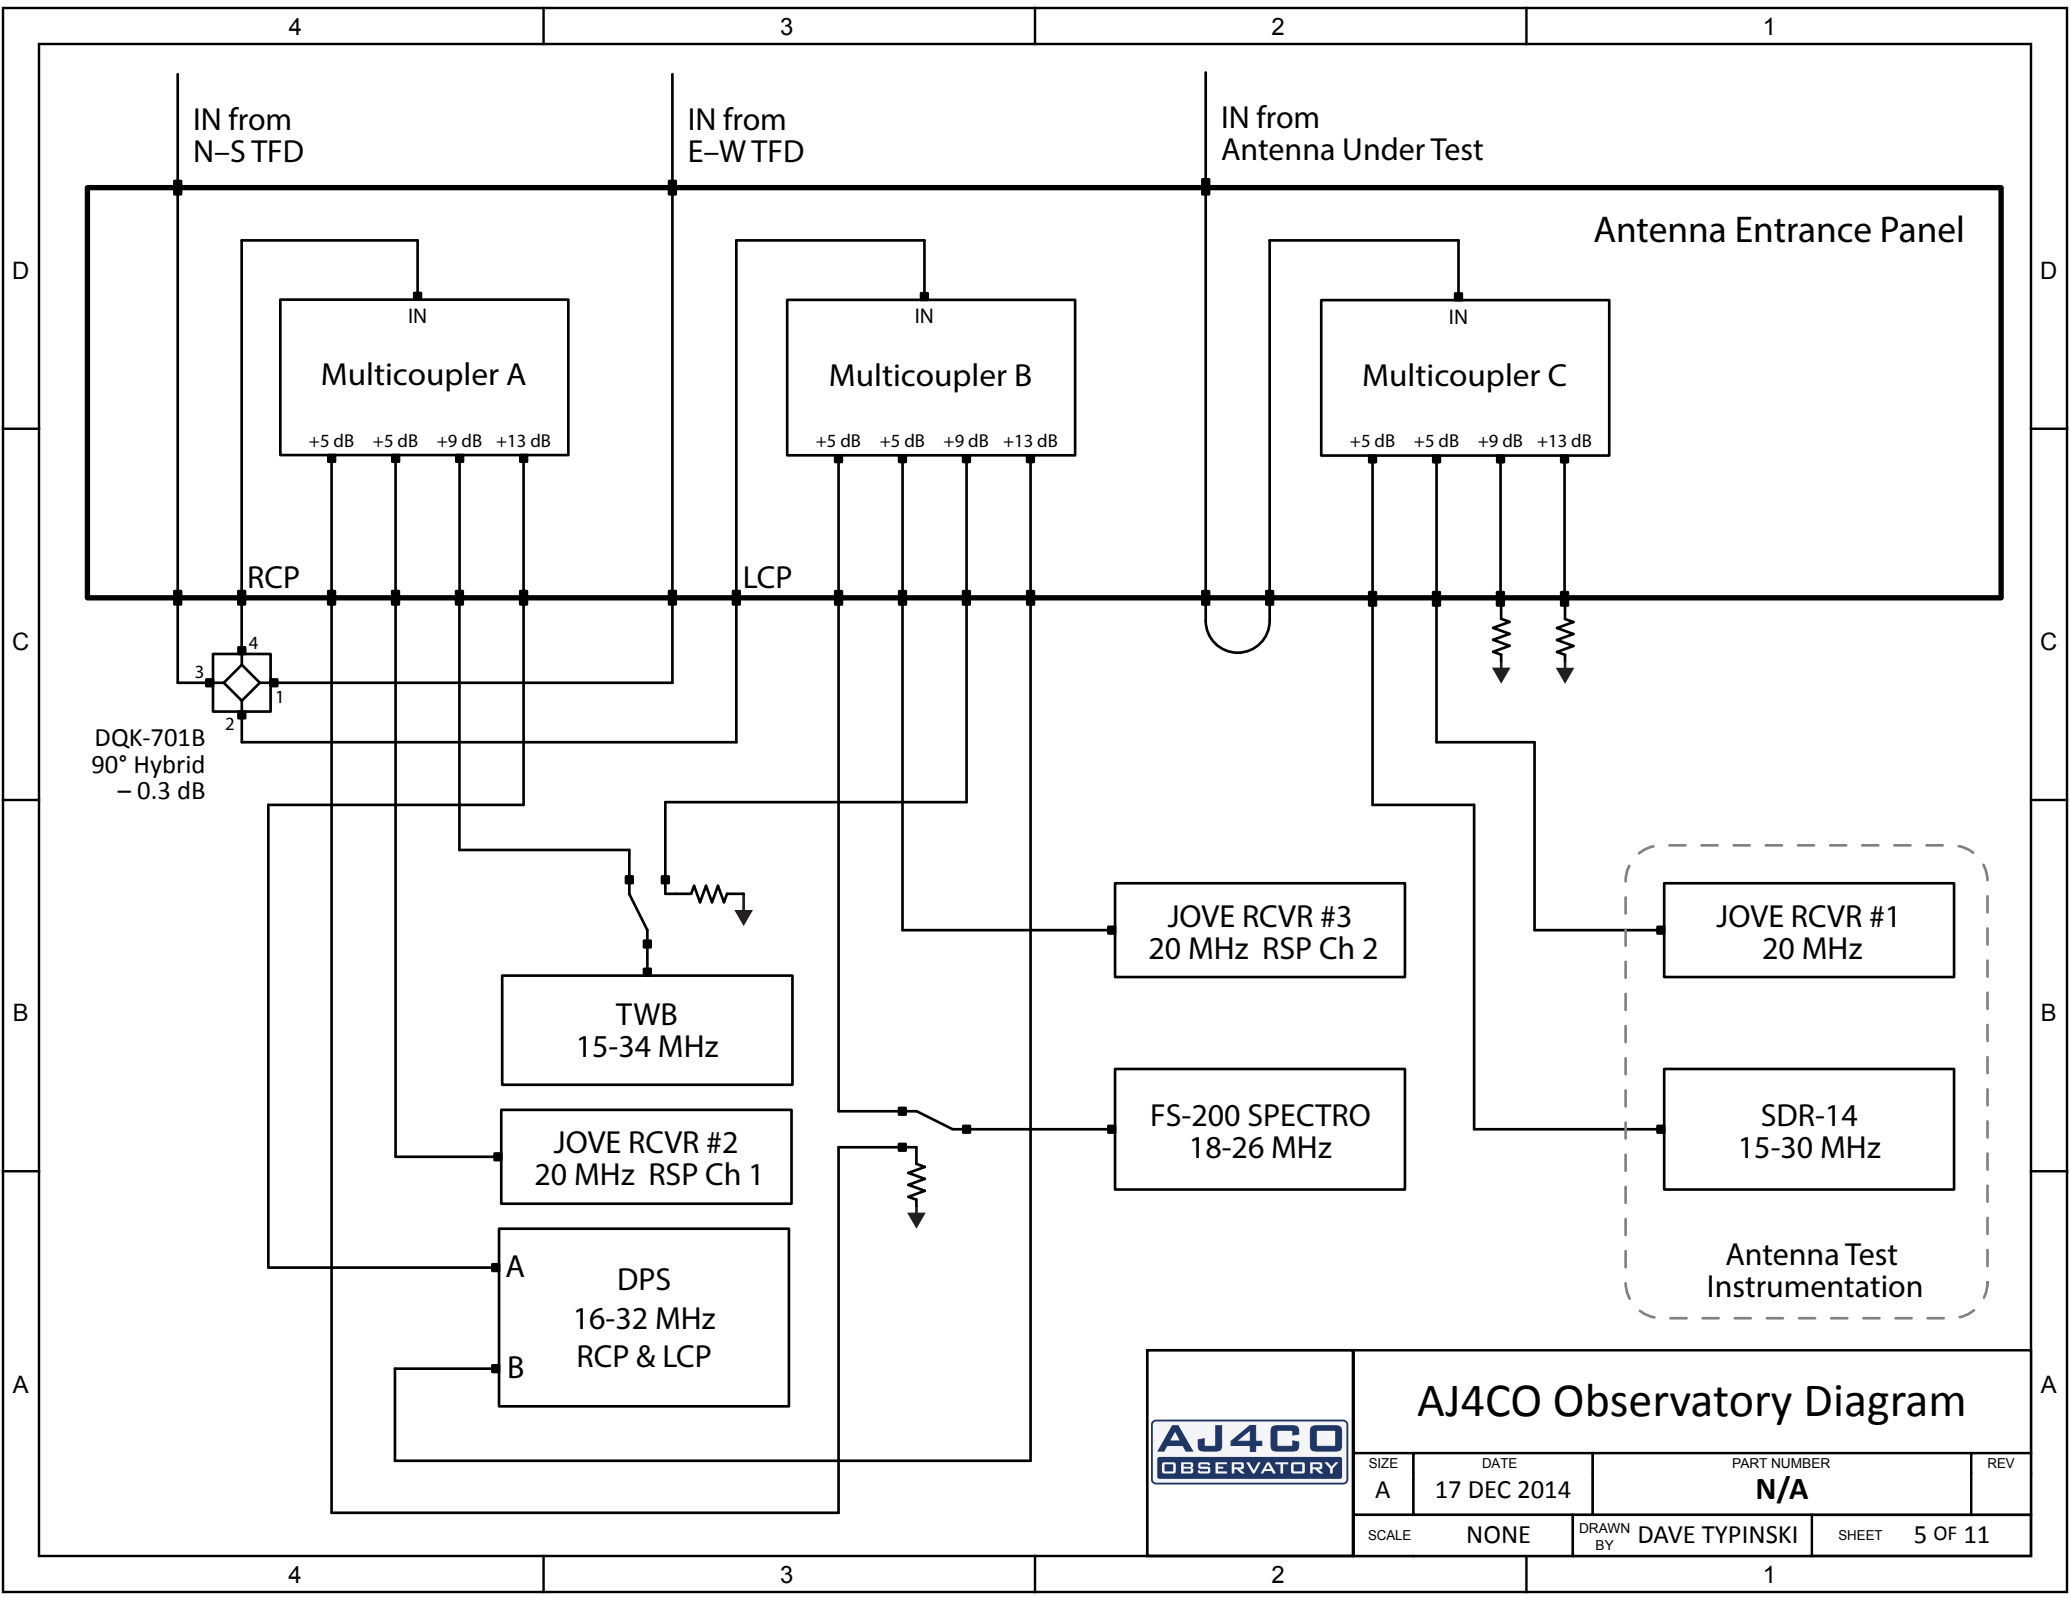 4 3 2 1
IN from
N–S TFD
IN from
E–W TFD
IN from
Antenna Under Test
Antenna Entrance Panel
D
D
IN
Multicoupler A
+5 dB +5 dB +9 dB +13 dB
IN
Multicoupler B
+5 dB +5 dB +9 dB +13 dB
IN
Multicoupler C
+5 dB +5 dB +9 dB +13 dB
RCP
LCP
C
C
4
3
1
2
DQK-701B
90° Hybrid
– 0.3 dB
JOVE RCVR #3
20 MHz RSP Ch 2
JOVE RCVR #1
20 MHz
B
B
TWB
15-34 MHz
FS-200 SPECTRO
18-26 MHz
SDR-14
15-30 MHz
JOVE RCVR #2
20 MHz RSP Ch 1
Antenna Test
Instrumentation
A
DPS
16-32 MHz
RCP & LCP
B
A
A
AJ4CO
OBSERVATORY
AJ4CO Observatory Diagram
SIZE
A
DATE
17 DEC 2014
PART NUMBER
N/A
REV
SCALE NONE
DRAWN
BY
DAVE TYPINSKI
SHEET 5 OF 11
4 3 2 1